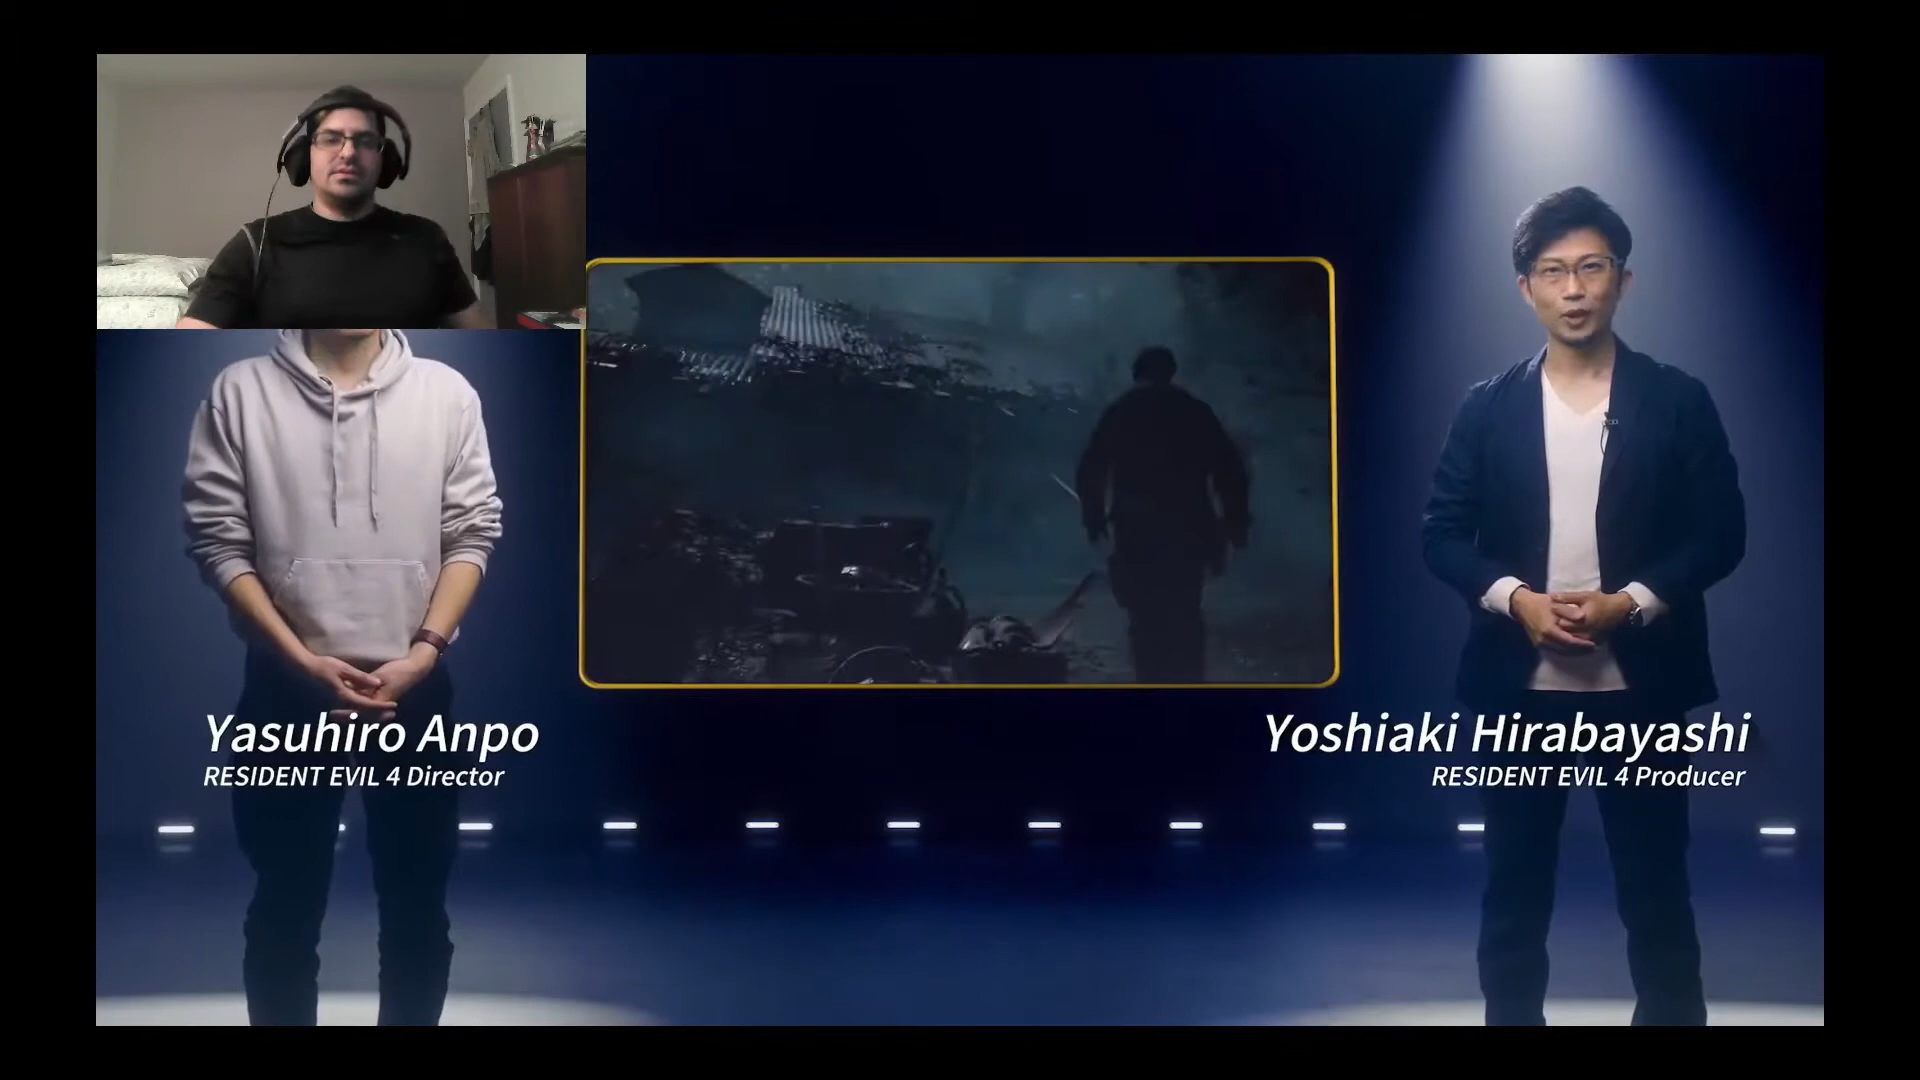 Yasuhiro Anpo
RESIDENT EVIL 4 Director
Yoshiaki Hirabayashi
RESIDENT EVIL 4 Producer